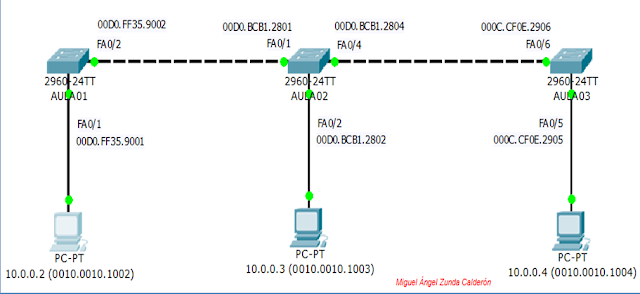 00D0.FF35.9002
FA0/2
00D0.BCB1.2801
FA0/1
00D0.BCB1.2804
FA0/4
000C.CF0E.2906
FA0/6
2960-24TT
AULA01
2960-24TT
AULA02
2960-24TT
AULA03
FA0/1
00D0.FF35.9001
FA0/2
00D0.BCB1.2802
FA0/5
000C.CF0E.2905
PC-PT
10.0.0.2 (0010.0010.1002)
PC-PT
10.0.0.3 (0010.0010.1003)
PC-PT
10.0.0.4 (0010.0010.1004)
Miguel Ángel Zunda Calderón